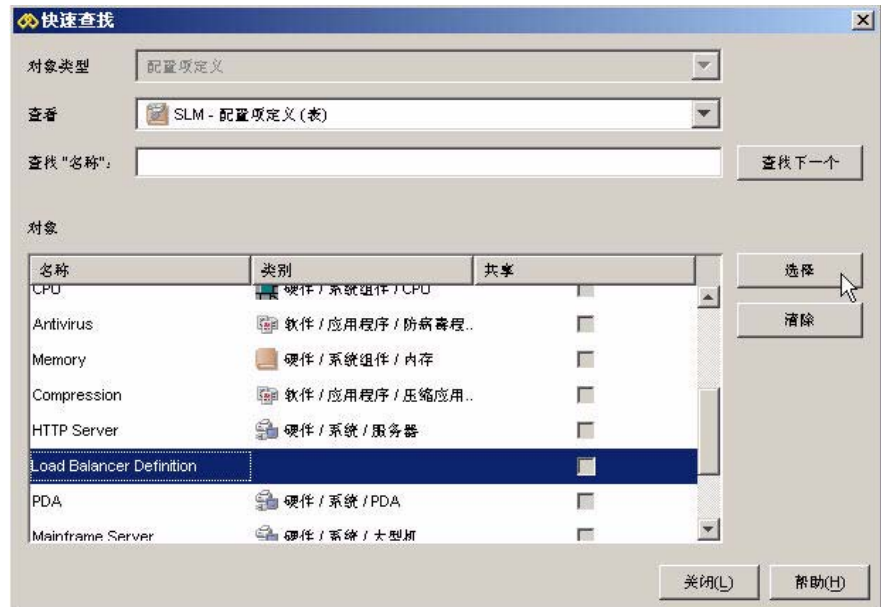 快速查找
对象类型 配置项定义
查看 SLM - 配置项定义(表)
查找"名称": 查找下一个
对象
名称 类别 共享 选择
CPU 硬件 / 系统组件 / CPU
Antivirus 软件 / 应用程序 / 防病毒程.. 清除
Memory 硬件 / 系统组件 / 内存
Compression 软件 / 应用程序 / 压缩应用..
HTTP Server 硬件 / 系统 / 服务器
Load Balancer Definition
PDA 硬件 / 系统 / PDA
Mainframe Server 硬件 / 系统 / 大型机
关闭(L) 帮助(H)